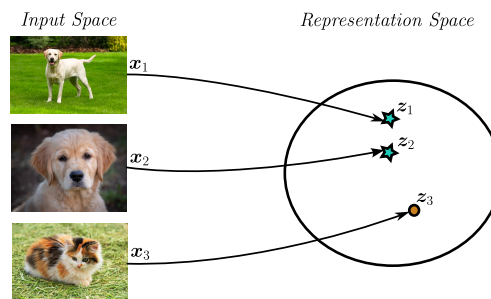 Input Space
Representation Space
x₁
z₁
x₂
z₂
z₃
x₃